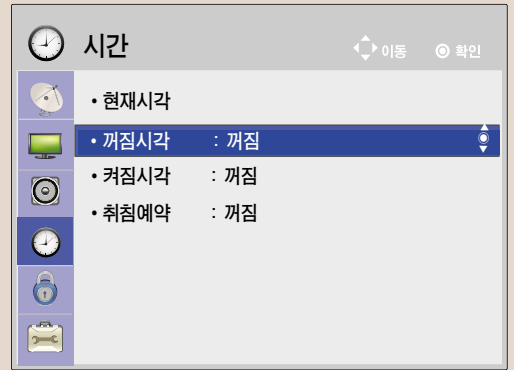 시간 이동 확인
• 현재시각
• 꺼짐시각 : 꺼짐
• 켜짐시각 : 꺼짐
• 취침예약 : 꺼짐